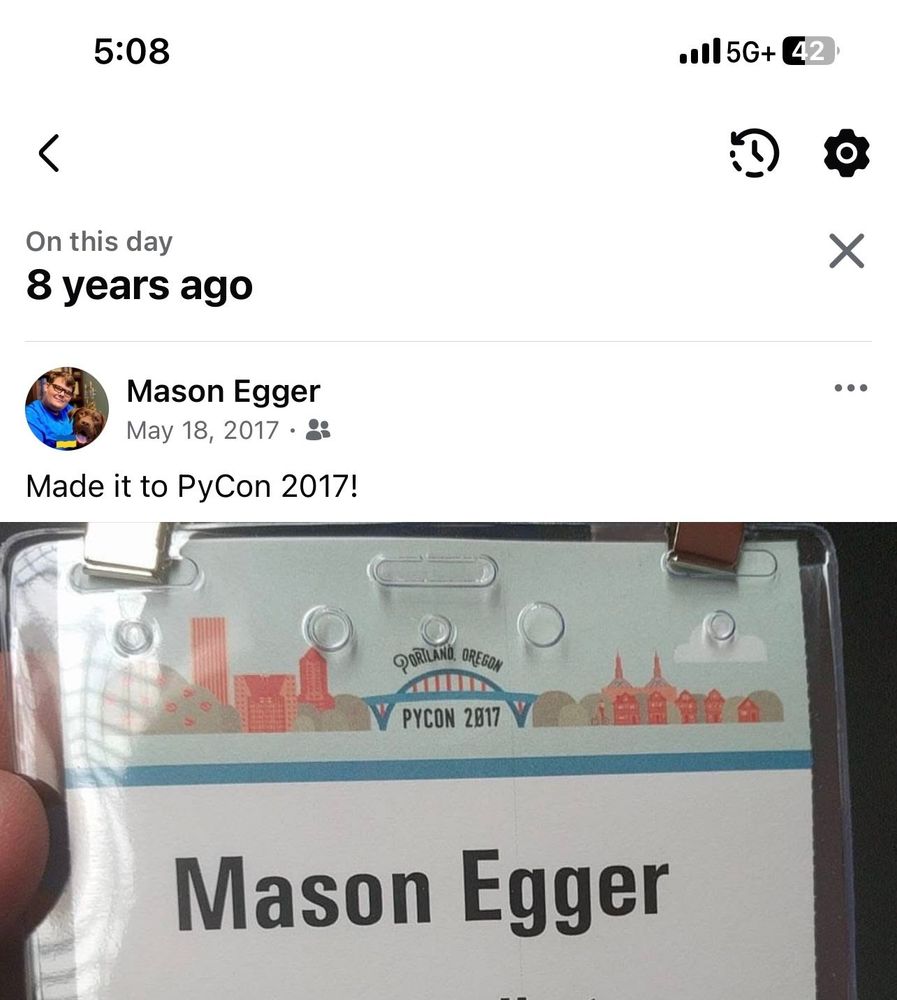 5:08 5G+ 42
On this day
8 years ago
Mason Egger
May 18, 2017 ·
Made it to PyCon 2017!
PORTLAND, OREGON
PYCON 2017
Mason Egger